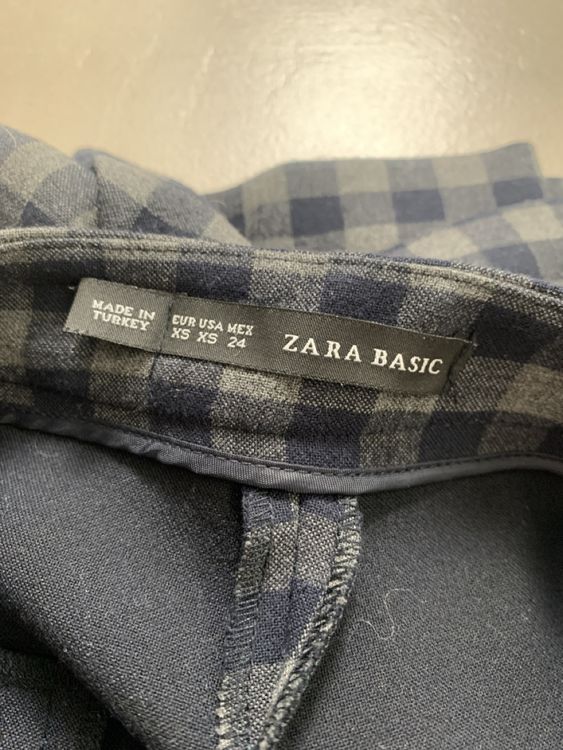 MADE IN
TURKEY
EUR USA MEX
XS XS 24
ZARA BASIC